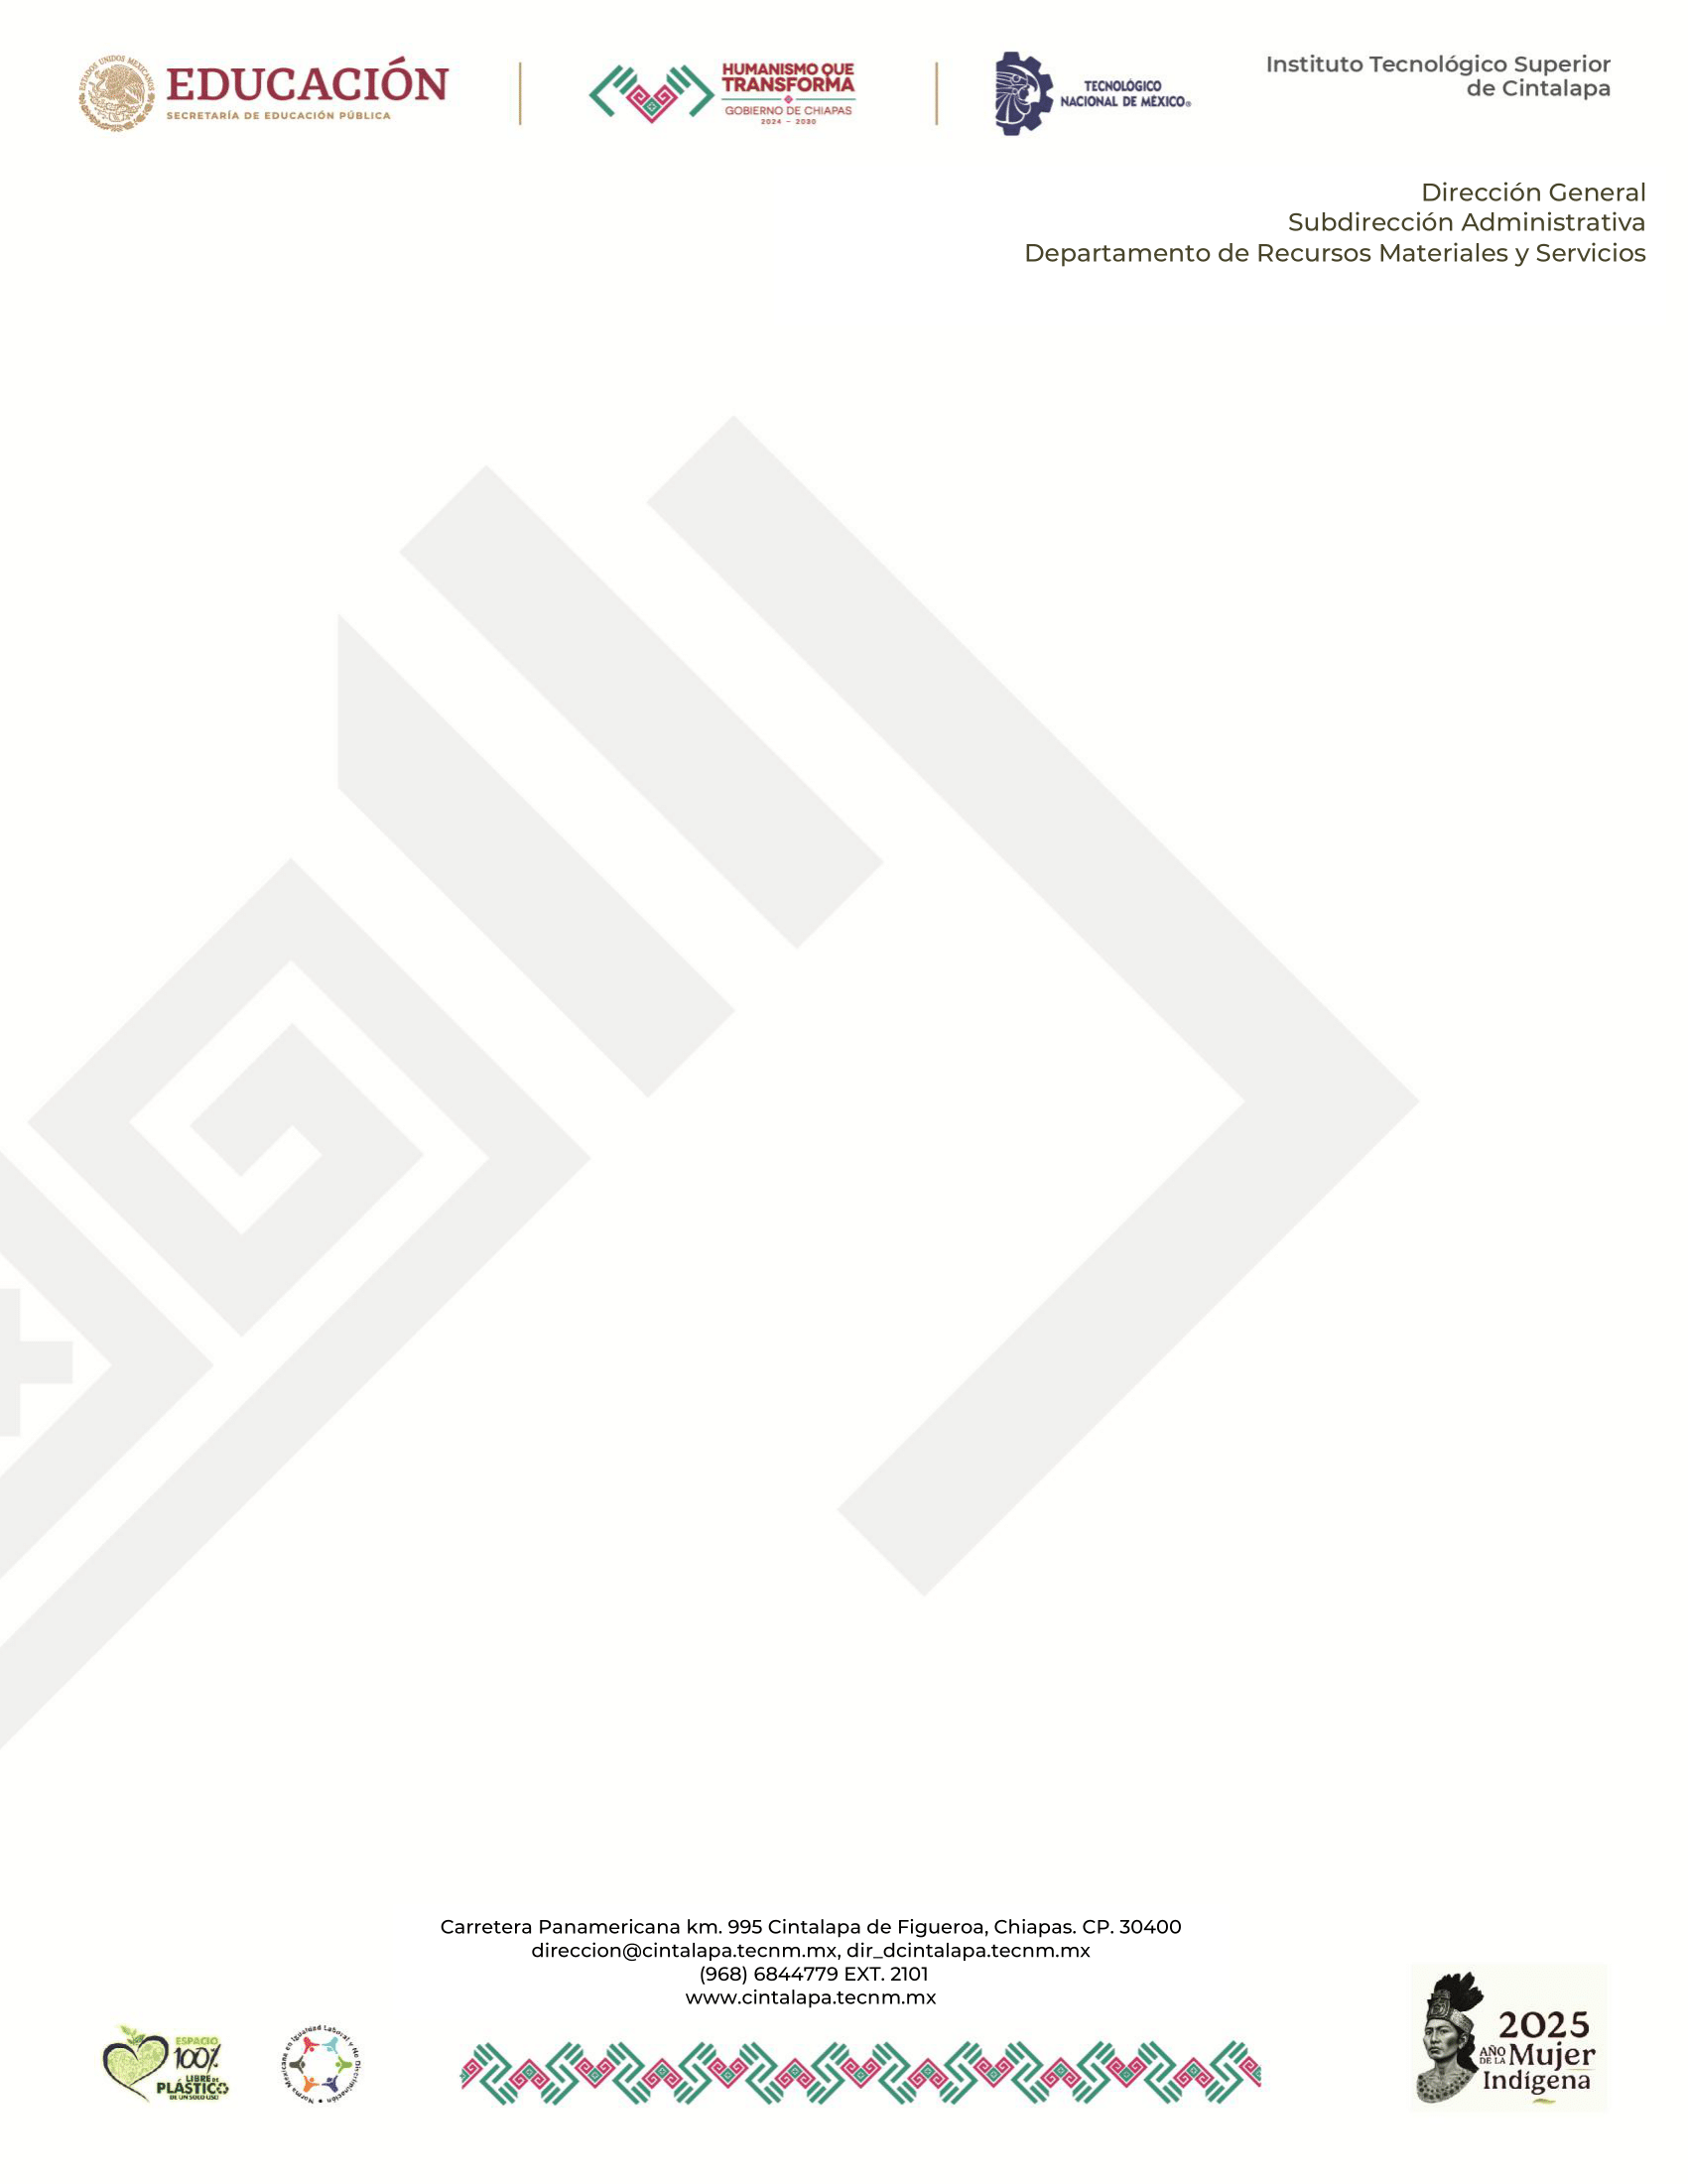 ESTADOS UNIDOS MEXICANOS
EDUCACIÓN
SECRETARÍA DE EDUCACIÓN PÚBLICA
HUMANISMO QUE
TRANSFORMA
GOBIERNO DE CHIAPAS
2024 – 2030
TECNOLÓGICO
NACIONAL DE MÉXICO®
Instituto Tecnológico Superior
de Cintalapa
Dirección General
Subdirección Administrativa
Departamento de Recursos Materiales y Servicios
Carretera Panamericana km. 995 Cintalapa de Figueroa, Chiapas. CP. 30400
direccion@cintalapa.tecnm.mx, dir_dcintalapa.tecnm.mx
(968) 6844779 EXT. 2101
www.cintalapa.tecnm.mx
ESPACIO
100%
LIBRE DE
PLÁSTICO
DE UN SOLO USO
Norma Mexicana en Igualdad Laboral y No Discriminación
2025
AÑO
DE LA
Mujer
Indígena